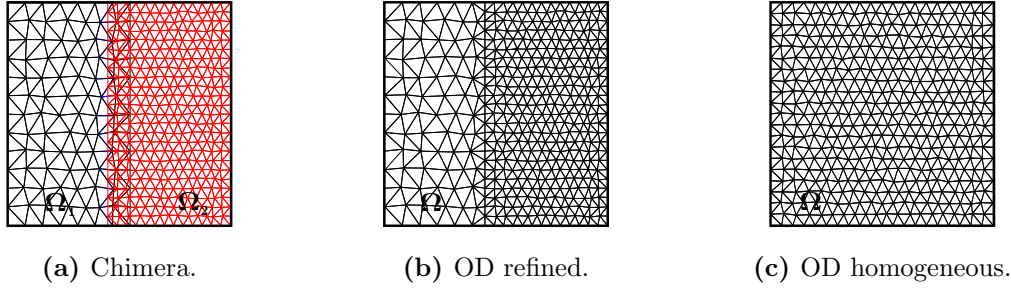 Ω₁ Ω₂ Ω Ω
(a) Chimera. (b) OD refined. (c) OD homogeneous.